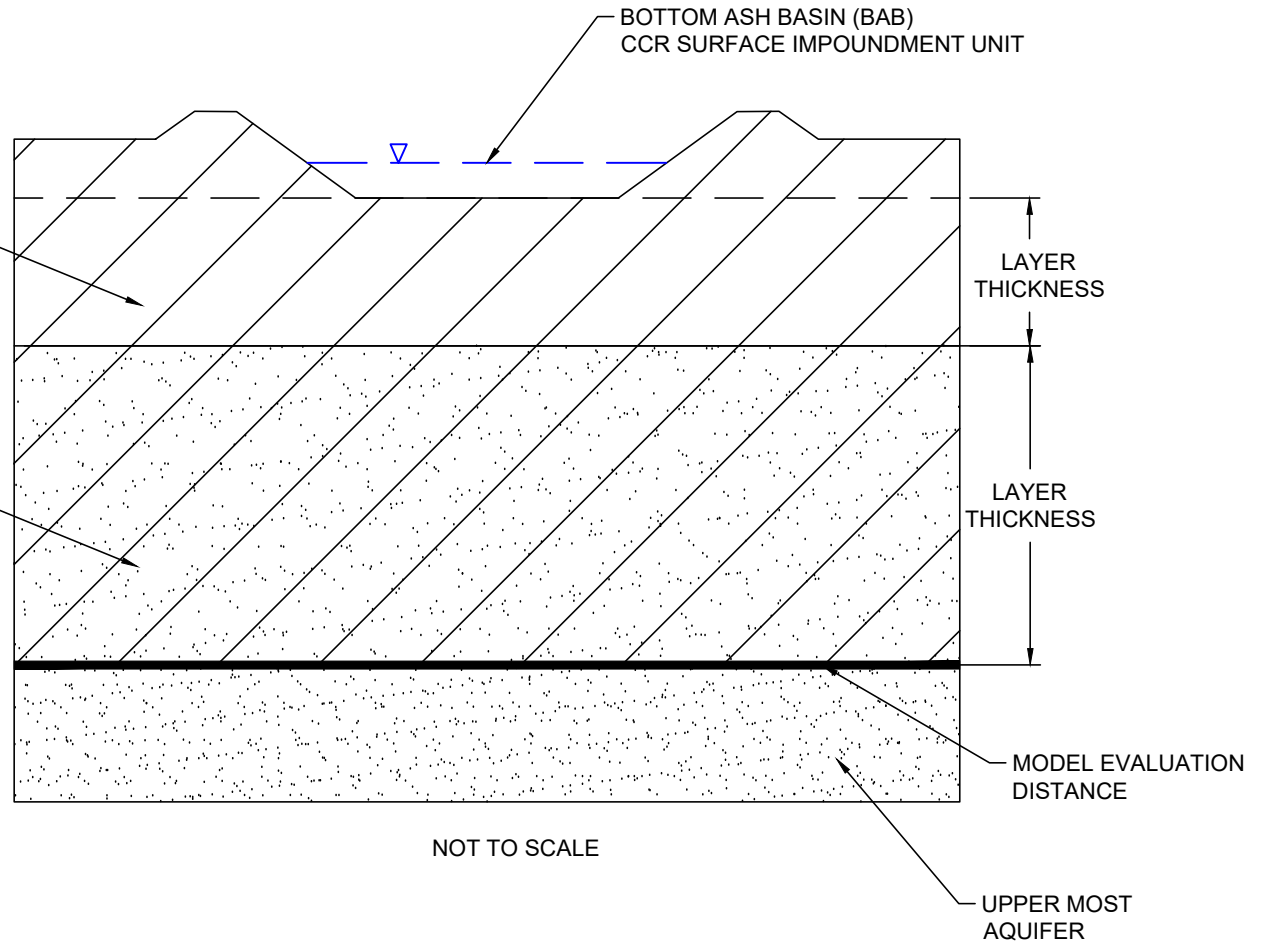 BOTTOM ASH BASIN (BAB)
CCR SURFACE IMPOUNDMENT UNIT
LAYER
THICKNESS
LAYER
THICKNESS
MODEL EVALUATION
DISTANCE
NOT TO SCALE
UPPER MOST
AQUIFER